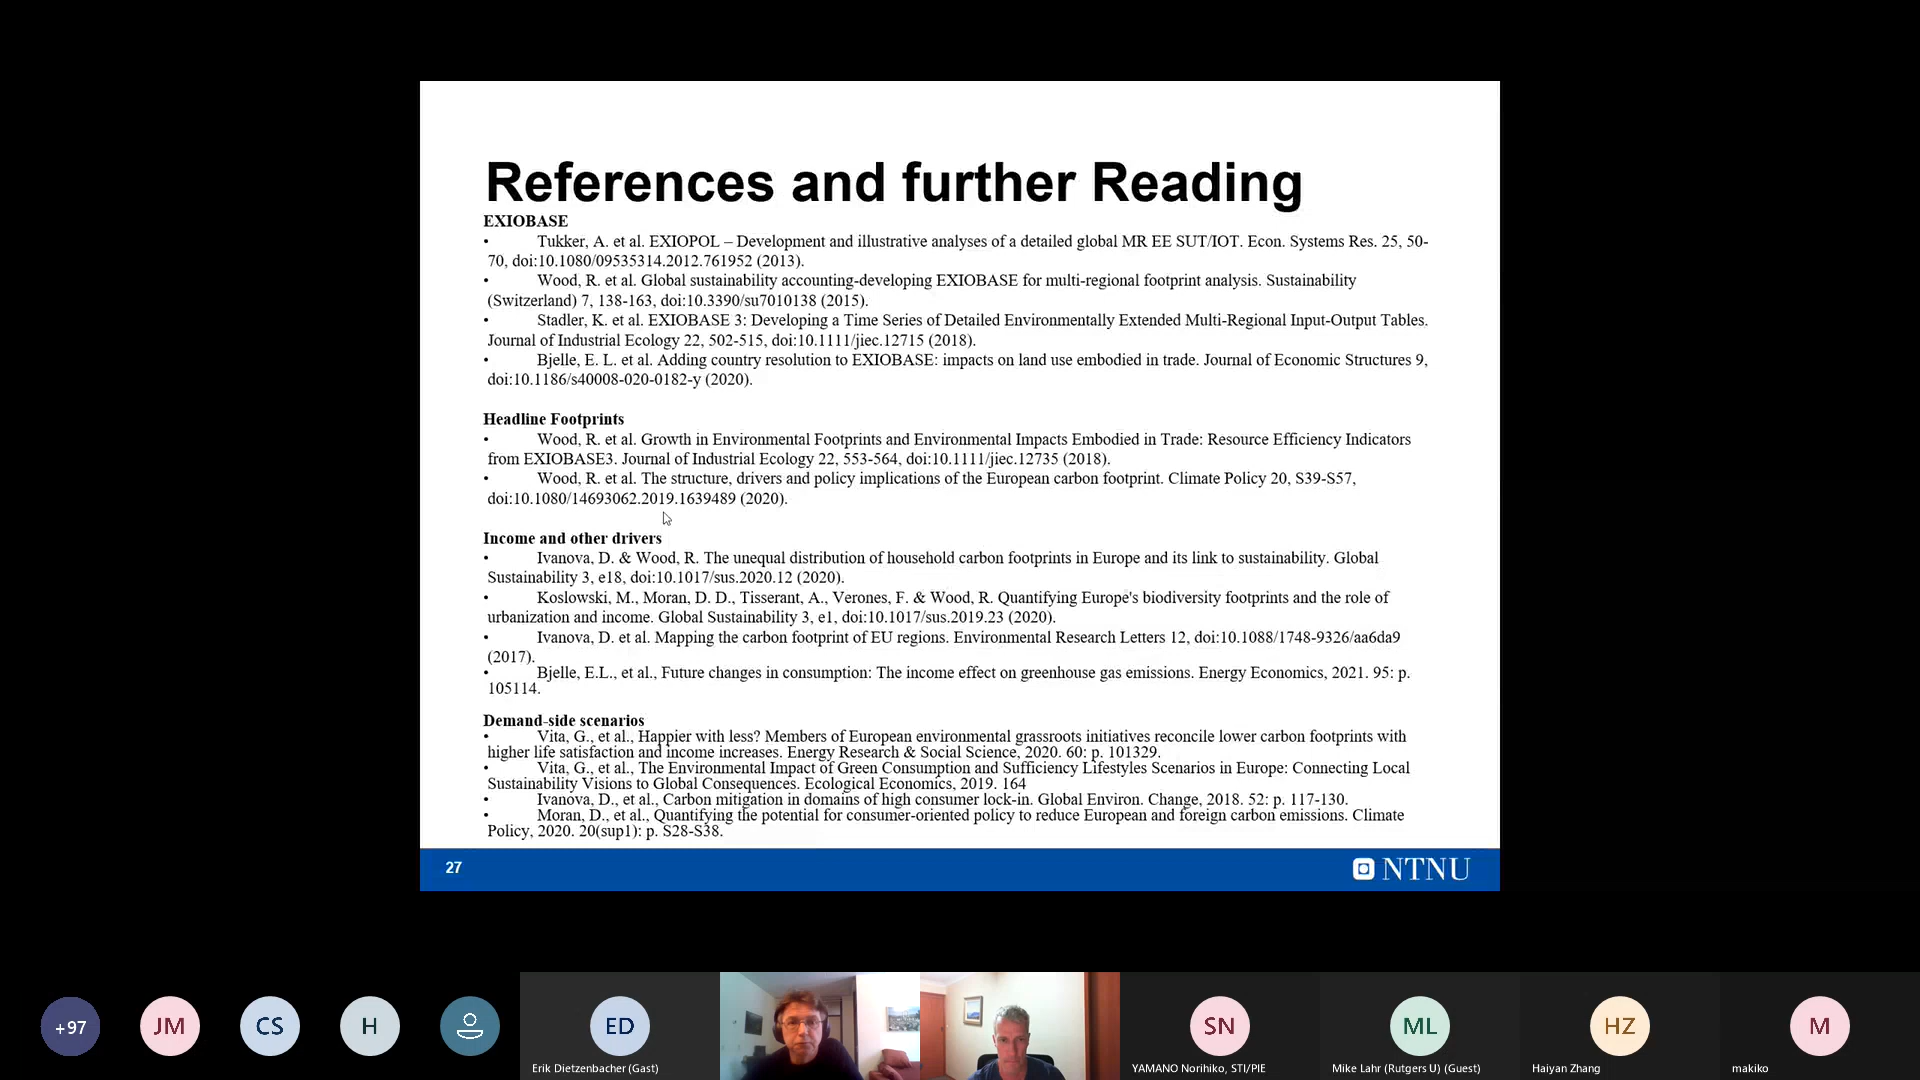 References and further Reading
EXIOBASE
• Tukker, A. et al. EXIOPOL – Development and illustrative analyses of a detailed global MR EE SUT/IOT. Econ. Systems Res. 25, 50-
70, doi:10.1080/09535314.2012.761952 (2013).
• Wood, R. et al. Global sustainability accounting-developing EXIOBASE for multi-regional footprint analysis. Sustainability
(Switzerland) 7, 138-163, doi:10.3390/su7010138 (2015).
• Stadler, K. et al. EXIOBASE 3: Developing a Time Series of Detailed Environmentally Extended Multi-Regional Input-Output Tables.
Journal of Industrial Ecology 22, 502-515, doi:10.1111/jiec.12715 (2018).
• Bjelle, E. L. et al. Adding country resolution to EXIOBASE: impacts on land use embodied in trade. Journal of Economic Structures 9,
doi:10.1186/s40008-020-0182-y (2020).
Headline Footprints
• Wood, R. et al. Growth in Environmental Footprints and Environmental Impacts Embodied in Trade: Resource Efficiency Indicators
from EXIOBASE3. Journal of Industrial Ecology 22, 553-564, doi:10.1111/jiec.12735 (2018).
• Wood, R. et al. The structure, drivers and policy implications of the European carbon footprint. Climate Policy 20, S39-S57,
doi:10.1080/14693062.2019.1639489 (2020).
Income and other drivers
• Ivanova, D. & Wood, R. The unequal distribution of household carbon footprints in Europe and its link to sustainability. Global
Sustainability 3, e18, doi:10.1017/sus.2020.12 (2020).
• Koslowski, M., Moran, D. D., Tisserant, A., Verones, F. & Wood, R. Quantifying Europe's biodiversity footprints and the role of
urbanization and income. Global Sustainability 3, e1, doi:10.1017/sus.2019.23 (2020).
• Ivanova, D. et al. Mapping the carbon footprint of EU regions. Environmental Research Letters 12, doi:10.1088/1748-9326/aa6da9
(2017).
• Bjelle, E.L., et al., Future changes in consumption: The income effect on greenhouse gas emissions. Energy Economics, 2021. 95: p.
105114.
Demand-side scenarios
• Vita, G., et al., Happier with less? Members of European environmental grassroots initiatives reconcile lower carbon footprints with
higher life satisfaction and income increases. Energy Research & Social Science, 2020. 60: p. 101329.
• Vita, G., et al., The Environmental Impact of Green Consumption and Sufficiency Lifestyles Scenarios in Europe: Connecting Local
Sustainability Visions to Global Consequences. Ecological Economics, 2019. 164
• Ivanova, D., et al., Carbon mitigation in domains of high consumer lock-in. Global Environ. Change, 2018. 52: p. 117-130.
• Moran, D., et al., Quantifying the potential for consumer-oriented policy to reduce European and foreign carbon emissions. Climate
Policy, 2020. 20(sup1): p. S28-S38.
27
NTNU
+97
JM
CS
H
ED
SN
ML
HZ
M
Erik Dietzenbacher (Gast)
YAMANO Norihiko, STI/PIE
Mike Lahr (Rutgers U) (Guest)
Haiyan Zhang
makiko